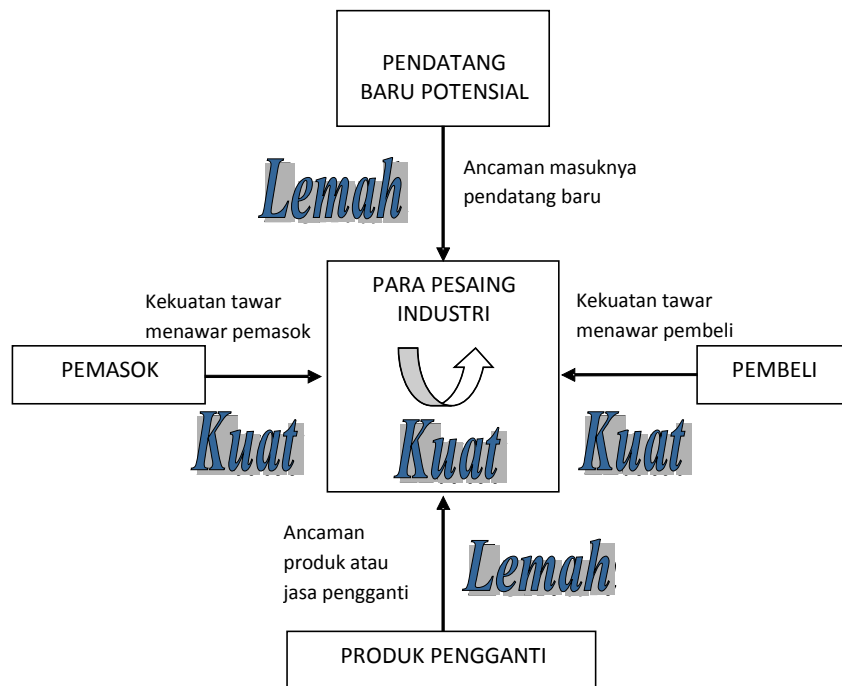 PENDATANG
BARU POTENSIAL
Lemah
Ancaman masuknya
pendatang baru
PARA PESAING
INDUSTRI
Kuat
Kekuatan tawar
menawar pemasok
PEMASOK
Kuat
Kekuatan tawar
menawar pembeli
PEMBELI
Kuat
Ancaman
produk atau
jasa pengganti
Lemah
PRODUK PENGGANTI